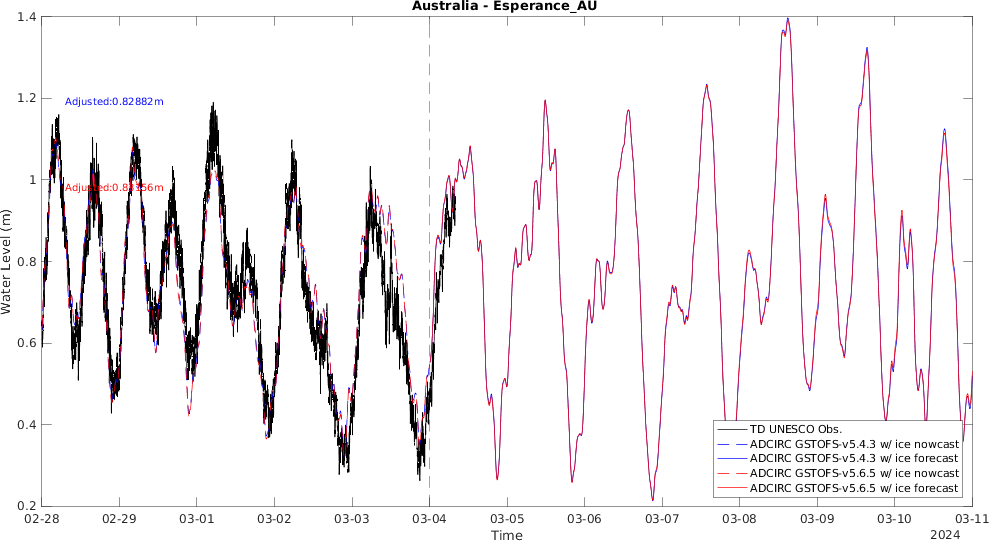 Australia - Esperance_AU
Water Level (m)
1.4
1.2
1
0.8
0.6
0.4
0.2
Adjusted:0.82882m
TD UNESCO Obs.
ADCIRC GSTOFS-v5.4.3 w/ ice nowcast
ADCIRC GSTOFS-v5.4.3 w/ ice forecast
ADCIRC GSTOFS-v5.6.5 w/ ice nowcast
ADCIRC GSTOFS-v5.6.5 w/ ice forecast
02-28 02-29 03-01 03-02 03-03 03-04 03-05 03-06 03-07 03-08 03-09 03-10 03-11
Time
2024